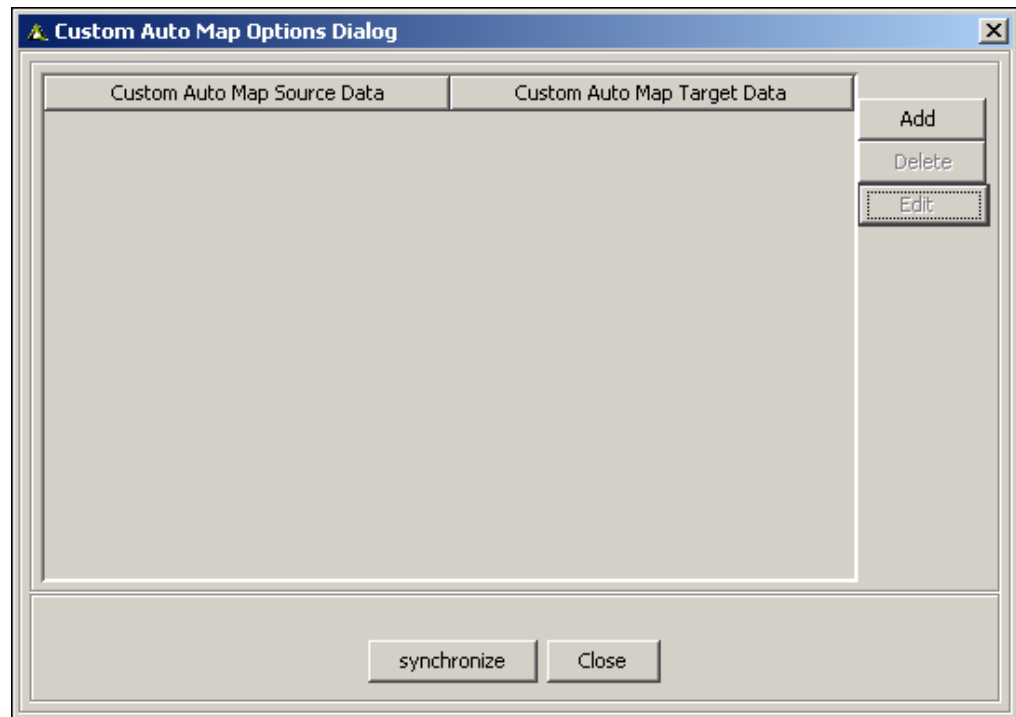 Custom Auto Map Options Dialog
Custom Auto Map Source Data
Custom Auto Map Target Data
Add
Delete
Edit
synchronize
Close